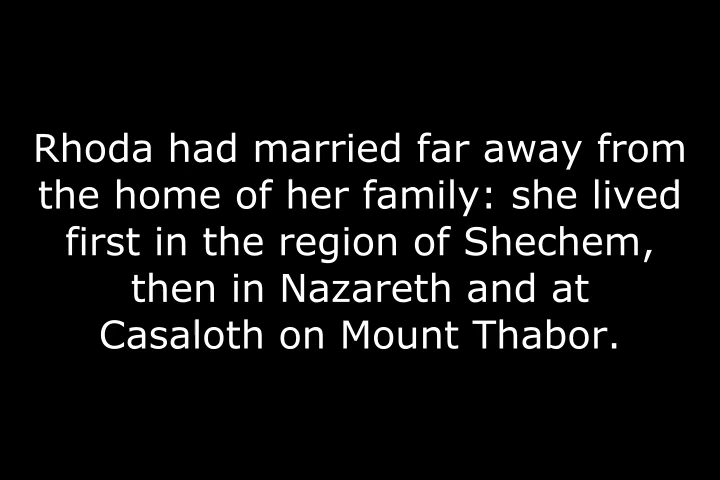 Rhoda had married far away from
the home of her family: she lived
first in the region of Shechem,
then in Nazareth and at
Casaloth on Mount Thabor.